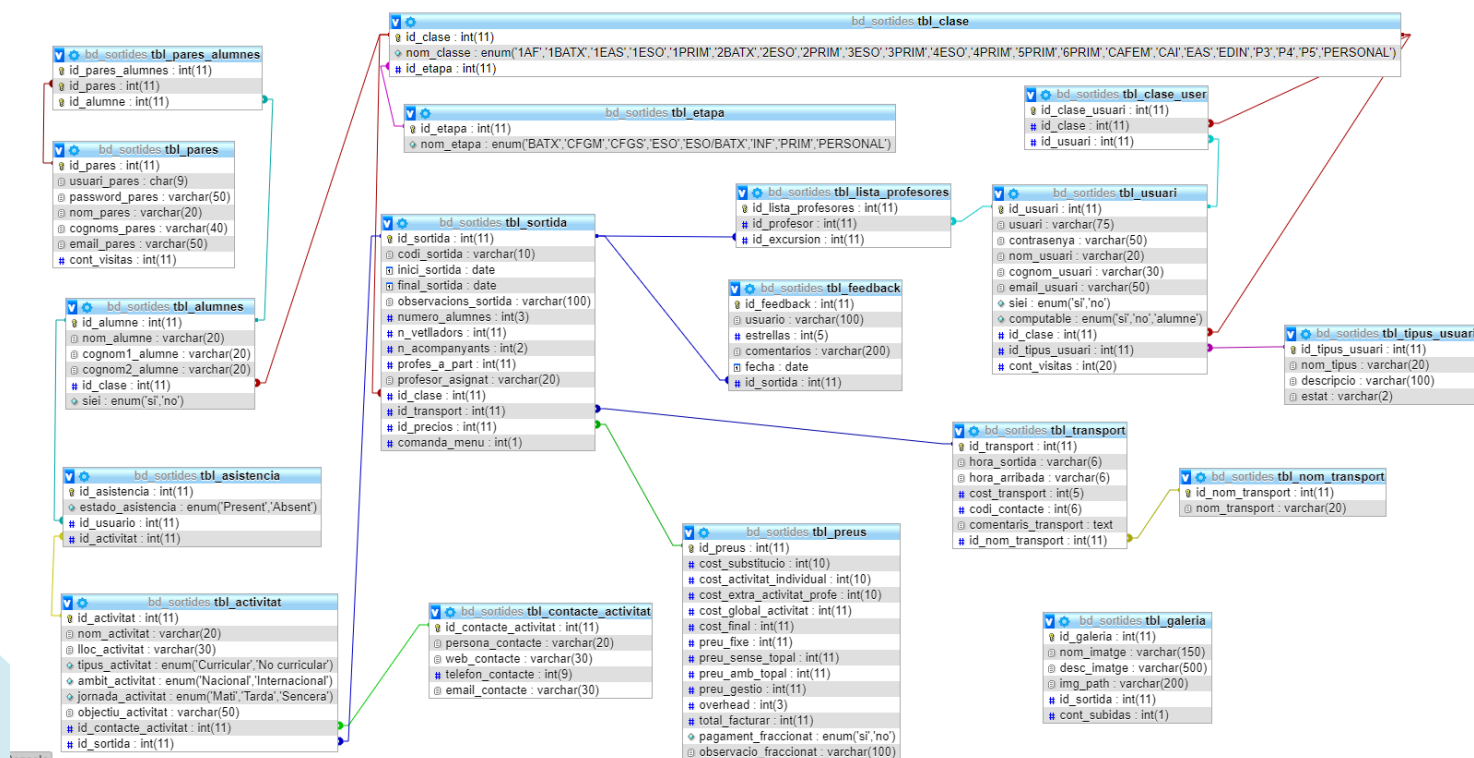 bd_sortides tbl_clase
id_clase : int(11)
nom_classe : enum('1AF','1BATX','1EAS','1ESO','1PRIM','2BATX','2ESO','2PRIM','3ESO','3PRIM','4ESO','4PRIM','5PRIM','6PRIM','CAFEM','CAI','EAS','EDIN','P3','P4','P5','PERSONAL')
# id_etapa : int(11)
bd_sortides tbl_pares_alumnes
id_pares_alumnes : int(11)
id_pares : int(11)
id_alumne : int(11)
bd_sortides tbl_etapa
id_etapa : int(11)
nom_etapa : enum('BATX','CFGM','CFGS','ESO','ESO/BATX','INF','PRIM','PERSONAL')
bd_sortides tbl_clase_user
id_clase_usuari : int(11)
# id_clase : int(11)
# id_usuari : int(11)
bd_sortides tbl_pares
id_pares : int(11)
usuari_pares : char(9)
password_pares : varchar(50)
nom_pares : varchar(20)
cognoms_pares : varchar(40)
email_pares : varchar(50)
# cont_visitas : int(11)
bd_sortides tbl_lista_profesores
id_lista_profesores : int(11)
# id_profesor : int(11)
# id_excursion : int(11)
bd_sortides tbl_usuari
id_usuari : int(11)
usuari : varchar(75)
contrasenya : varchar(50)
nom_usuari : varchar(20)
cognom_usuari : varchar(30)
email_usuari : varchar(50)
siei : enum('si','no')
computable : enum('si','no','alumne')
# id_clase : int(11)
# id_tipus_usuari : int(11)
# cont_visitas : int(20)
bd_sortides tbl_sortida
id_sortida : int(11)
codi_sortida : varchar(10)
inici_sortida : date
final_sortida : date
observacions_sortida : varchar(100)
# numero_alumnes : int(3)
# n_vetlladors : int(11)
# n_acompanyants : int(2)
# profes_a_part : int(11)
profesor_asignat : varchar(20)
# id_clase : int(11)
# id_transport : int(11)
# id_precios : int(11)
# comanda_menu : int(1)
bd_sortides tbl_feedback
id_feedback : int(11)
usuario : varchar(100)
# estrellas : int(5)
comentarios : varchar(200)
fecha : date
# id_sortida : int(11)
bd_sortides tbl_alumnes
id_alumne : int(11)
nom_alumne : varchar(20)
cognom1_alumne : varchar(20)
cognom2_alumne : varchar(20)
# id_clase : int(11)
siei : enum('si','no')
bd_sortides tbl_tipus_usuari
id_tipus_usuari : int(11)
nom_tipus : varchar(20)
descripcio : varchar(100)
estat : varchar(2)
bd_sortides tbl_transport
id_transport : int(11)
hora_sortida : varchar(6)
hora_arribada : varchar(6)
# cost_transport : int(5)
# codi_contacte : int(6)
comentaris_transport : text
# id_nom_transport : int(11)
bd_sortides tbl_nom_transport
id_nom_transport : int(11)
nom_transport : varchar(20)
bd_sortides tbl_asistencia
id_asistencia : int(11)
estado_asistencia : enum('Present','Absent')
# id_usuario : int(11)
# id_activitat : int(11)
bd_sortides tbl_preus
id_preus : int(11)
# cost_substitucio : int(10)
# cost_activitat_individual : int(10)
# cost_extra_activitat_profe : int(10)
# cost_global_activitat : int(11)
# cost_final : int(11)
# preu_fixe : int(11)
# preu_sense_topal : int(11)
# preu_amb_topal : int(11)
# preu_gestio : int(11)
# overhead : int(3)
# total_facturar : int(11)
pagament_fraccionat : enum('si','no')
observacio_fraccionat : varchar(100)
bd_sortides tbl_activitat
id_activitat : int(11)
nom_activitat : varchar(20)
lloc_activitat : varchar(30)
tipus_activitat : enum('Curricular','No curricular')
ambit_activitat : enum('Nacional','Internacional')
jornada_activitat : enum('Mati','Tarda','Sencera')
objectiu_activitat : varchar(50)
# id_contacte_activitat : int(11)
# id_sortida : int(11)
bd_sortides tbl_contacte_activitat
id_contacte_activitat : int(11)
persona_contacte : varchar(20)
web_contacte : varchar(30)
# telefon_contacte : int(9)
email_contacte : varchar(30)
bd_sortides tbl_galeria
id_galeria : int(11)
nom_imatge : varchar(150)
desc_imatge : varchar(500)
img_path : varchar(200)
# id_sortida : int(11)
# cont_subidas : int(1)